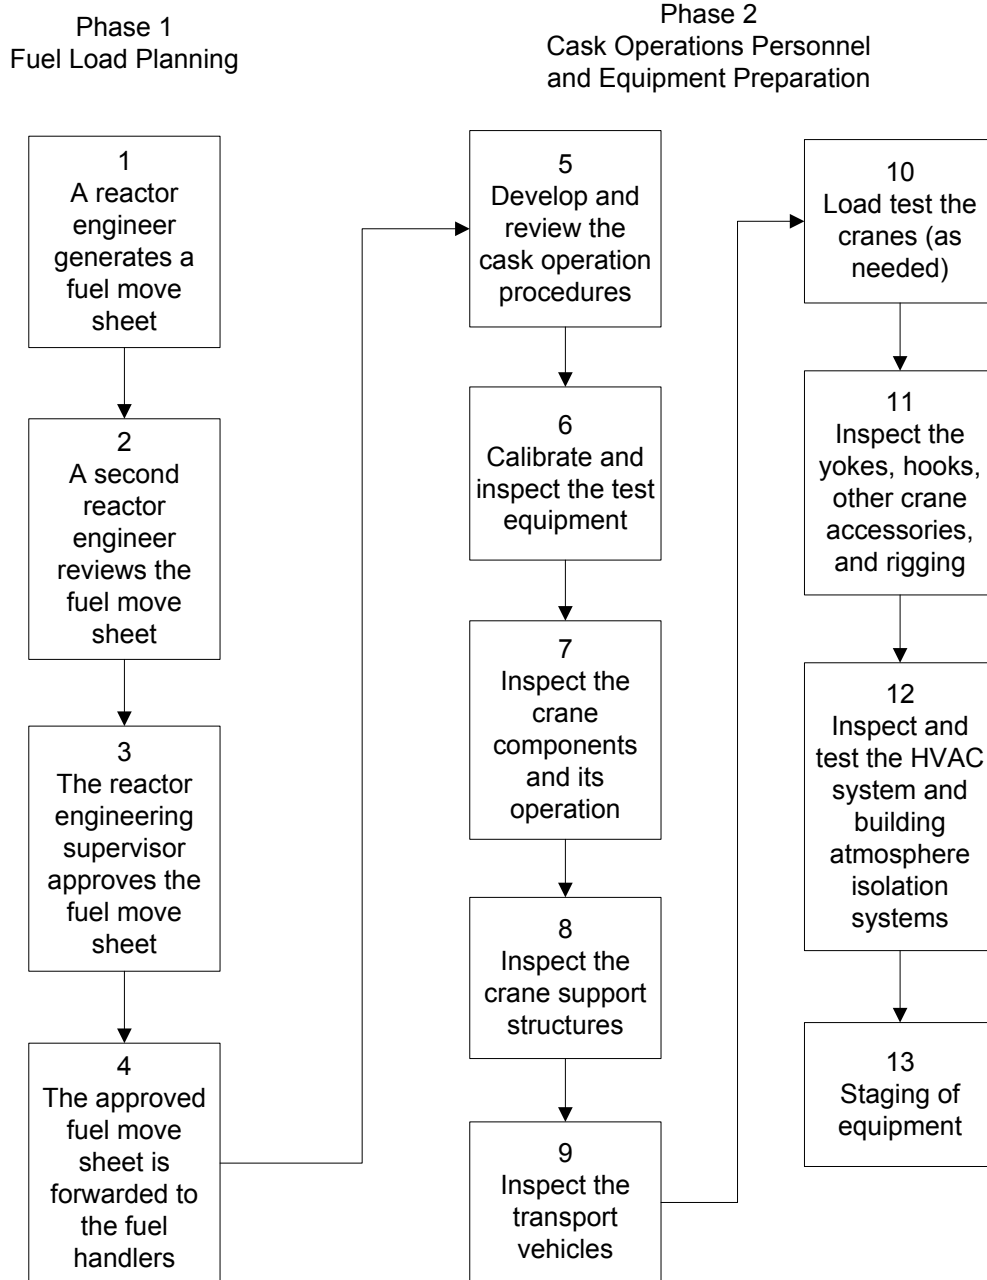 Phase 1
Fuel Load Planning
Phase 2
Cask Operations Personnel
and Equipment Preparation
1
A reactor
engineer
generates a
fuel move
sheet
2
A second
reactor
engineer
reviews the
fuel move
sheet
3
The reactor
engineering
supervisor
approves the
fuel move
sheet
4
The approved
fuel move
sheet is
forwarded to
the fuel
handlers
5
Develop and
review the
cask operation
procedures
6
Calibrate and
inspect the test
equipment
7
Inspect the
crane
components
and its
operation
8
Inspect the
crane support
structures
9
Inspect the
transport
vehicles
10
Load test the
cranes (as
needed)
11
Inspect the
yokes, hooks,
other crane
accessories,
and rigging
12
Inspect and
test the HVAC
system and
building
atmosphere
isolation
systems
13
Staging of
equipment